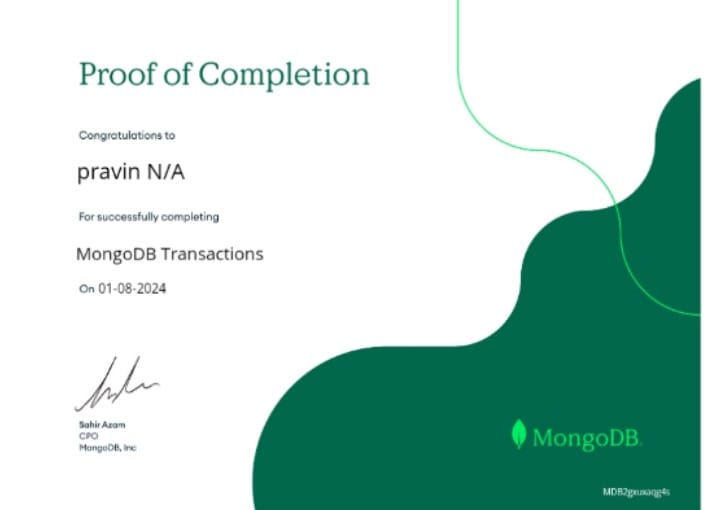 Proof of Completion
Congratulations to
pravin N/A
For successfully completing
MongoDB Transactions
On 01-08-2024
Sahir Azam
CPO
MongoDB, Inc
MongoDB.